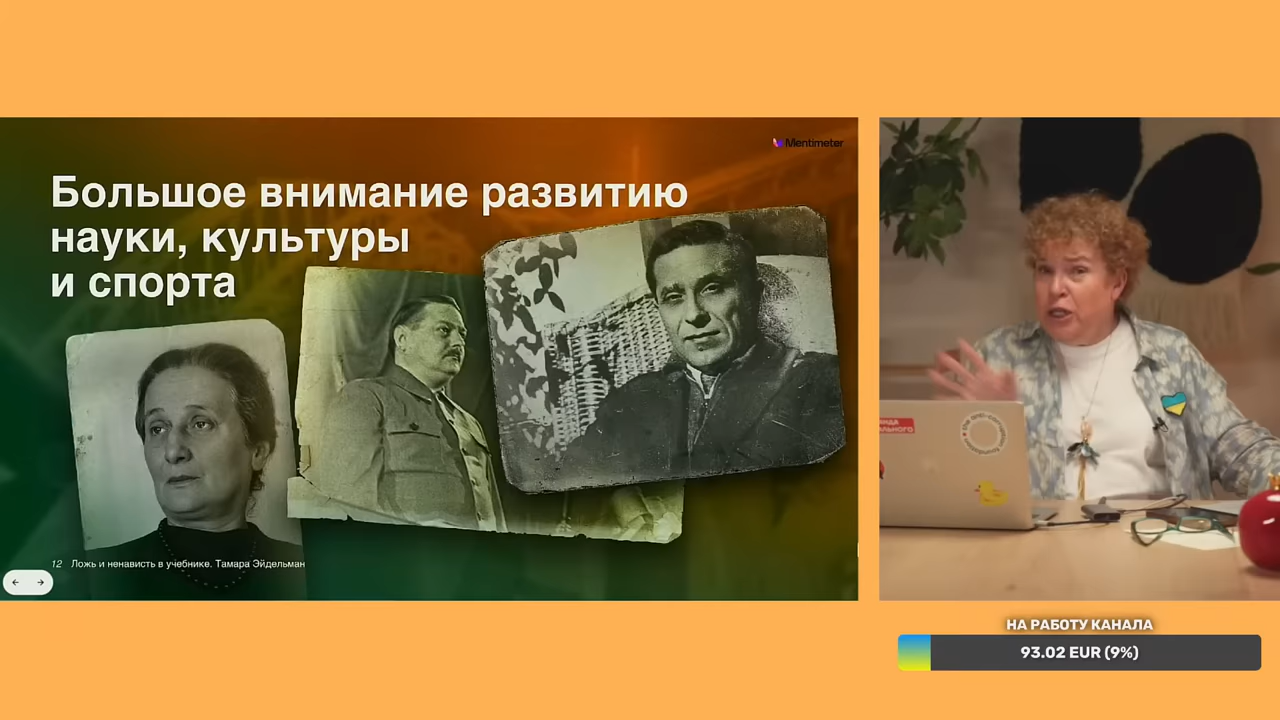 Mentimeter
Большое внимание развитию
науки, культуры
и спорта
12 Ложь и ненависть в учебнике. Тамара Эйдельман
НА РАБОТУ КАНАЛА
93.02 EUR (9%)